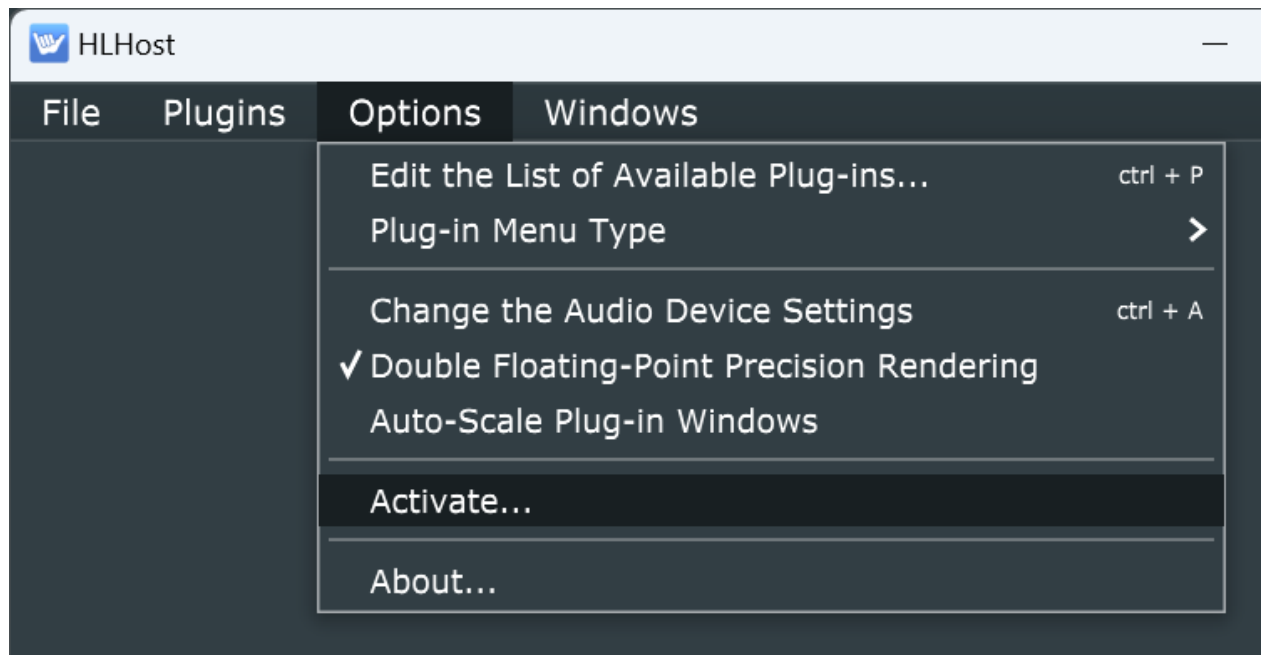 HLHost
File Plugins Options Windows
Edit the List of Available Plug-ins... ctrl + P
Plug-in Menu Type
Change the Audio Device Settings ctrl + A
Double Floating-Point Precision Rendering
Auto-Scale Plug-in Windows
Activate...
About...